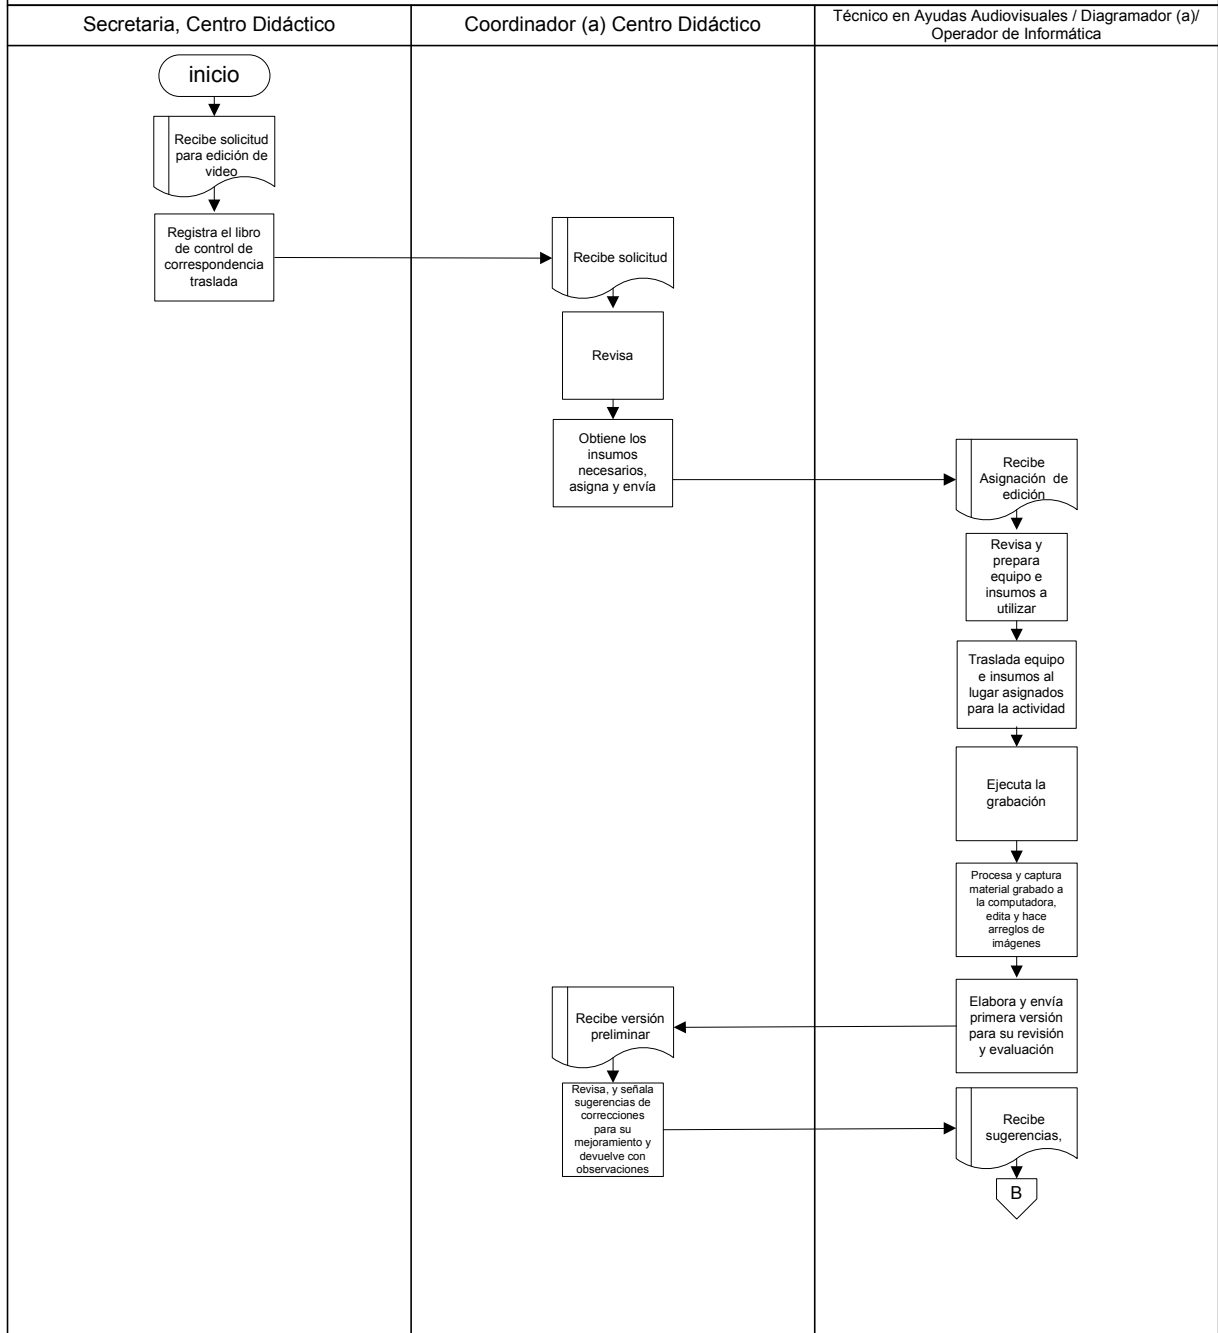 Secretaria, Centro Didáctico
Coordinador (a) Centro Didáctico
Técnico en Ayudas Audiovisuales / Diagramador (a)/
Operador de Informática
inicio
Recibe solicitud
para edición de
video
Registra el libro
de control de
correspondencia
traslada
Recibe solicitud
Revisa
Obtiene los
insumos
necesarios,
asigna y envía
Recibe
Asignación de
edición
Revisa y
prepara
equipo e
insumos a
utilizar
Traslada equipo
e insumos al
lugar asignados
para la actividad
Ejecuta la
grabación
Procesa y captura
material grabado a
la computadora,
edita y hace
arreglos de
imágenes
Elabora y envía
primera versión
para su revisión
y evaluación
Recibe versión
preliminar
Revisa, y señala
sugerencias de
correcciones
para su
mejoramiento y
devuelve con
observaciones
Recibe
sugerencias,
B